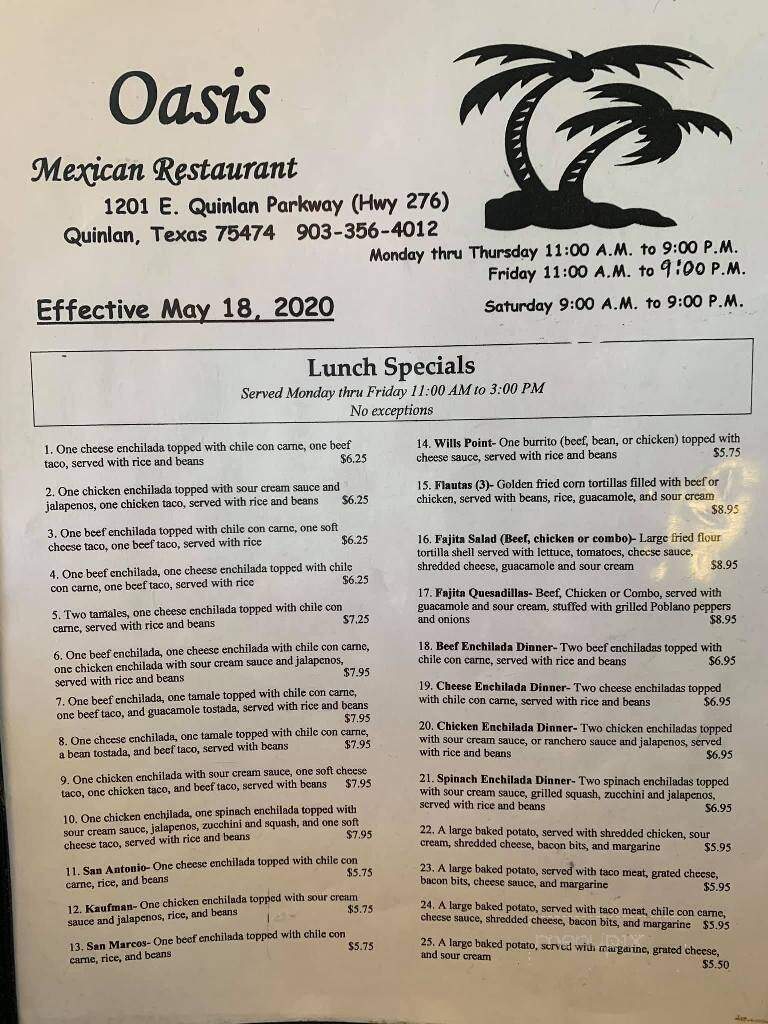 Oasis
Mexican Restaurant
1201 E. Quinlan Parkway (Hwy 276)
Quinlan, Texas 75474 903-356-4012
Monday thru Thursday 11:00 A.M. to 9:00 P.M.
Friday 11:00 A.M. to 9:00 P.M.
Saturday 9:00 A.M. to 9:00 P.M.
Effective May 18, 2020
Lunch Specials
Served Monday thru Friday 11:00 AM to 3:00 PM
No exceptions
1. One cheese enchilada topped with chile con carne, one beef
taco, served with rice and beans $6.25
2. One chicken enchilada topped with sour cream sauce and
jalapenos, one chicken taco, served with rice and beans $6.25
3. One beef enchilada topped with chile con carne, one soft
cheese taco, one beef taco, served with rice $6.25
4. One beef enchilada, one cheese enchilada topped with chile
con carne, one beef taco, served with rice $6.25
5. Two tamales, one cheese enchilada topped with chile con
carne, served with rice and beans $7.25
6. One beef enchilada, one cheese enchilada with chile con carne,
one chicken enchilada with sour cream sauce and jalapenos,
served with rice and beans $7.95
7. One beef enchilada, one tamale topped with chile con carne,
one beef taco, and guacamole tostada, served with rice and beans
$7.95
8. One cheese enchilada, one tamale topped with chile con carne,
a bean tostada, and beef taco, served with beans $7.95
9. One chicken enchilada with sour cream sauce, one soft cheese
taco, one chicken taco, and beef taco, served with beans $7.95
10. One chicken enchilada, one spinach enchilada topped with
sour cream sauce, jalapenos, zucchini and squash, and one soft
cheese taco, served with rice and beans $7.95
11. San Antonio- One cheese enchilada topped with chile con
carne, rice, and beans $5.75
12. Kaufman- One chicken enchilada topped with sour cream
sauce and jalapenos, rice, and beans $5.75
13. San Marcos- One beef enchilada topped with chile con
carne, rice, and beans $5.75
14. Wills Point- One burrito (beef, bean, or chicken) topped with
cheese sauce, served with rice and beans $5.75
15. Flautas (3)- Golden fried corn tortillas filled with beef or
chicken, served with beans, rice, guacamole, and sour cream
$8.95
16. Fajita Salad (Beef, chicken or combo)- Large fried flour
tortilla shell served with lettuce, tomatoes, cheese sauce,
shredded cheese, guacamole and sour cream $8.95
17. Fajita Quesadillas- Beef, Chicken or Combo, served with
guacamole and sour cream, stuffed with grilled Poblano peppers
and onions $8.95
18. Beef Enchilada Dinner- Two beef enchiladas topped with
chile con carne, served with rice and beans $6.95
19. Cheese Enchilada Dinner- Two cheese enchiladas topped
with chile con carne, served with rice and beans $6.95
20. Chicken Enchilada Dinner- Two chicken enchiladas topped
with sour cream sauce, or ranchero sauce and jalapenos, served
with rice and beans $6.95
21. Spinach Enchilada Dinner- Two spinach enchiladas topped
with sour cream sauce, grilled squash, zucchini and jalapenos,
served with rice and beans $6.95
22. A large baked potato, served with shredded chicken, sour
cream, shredded cheese, bacon bits, and margarine $5.95
23. A large baked potato, served with taco meat, grated cheese,
bacon bits, cheese sauce, and margarine $5.95
24. A large baked potato, served with taco meat, chile con carne,
cheese sauce, shredded cheese, bacon bits, and margarine $5.95
25. A large baked potato, served with margarine, grated cheese,
and sour cream $5.50